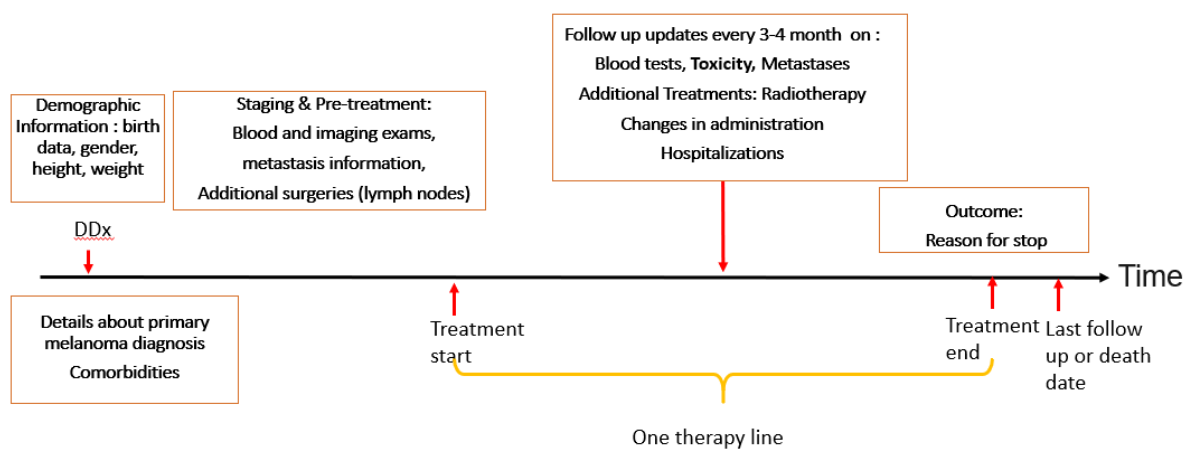 Demographic
Information : birth
data, gender,
height, weight
Staging & Pre-treatment:
Blood and imaging exams,
metastasis information,
Additional surgeries (lymph nodes)
Follow up updates every 3-4 month on :
Blood tests, Toxicity, Metastases
Additional Treatments: Radiotherapy
Changes in administration
Hospitalizations
Outcome:
Reason for stop
DDx
Time
Details about primary
melanoma diagnosis
Comorbidities
Treatment
start
Treatment
end
Last follow
up or death
date
One therapy line